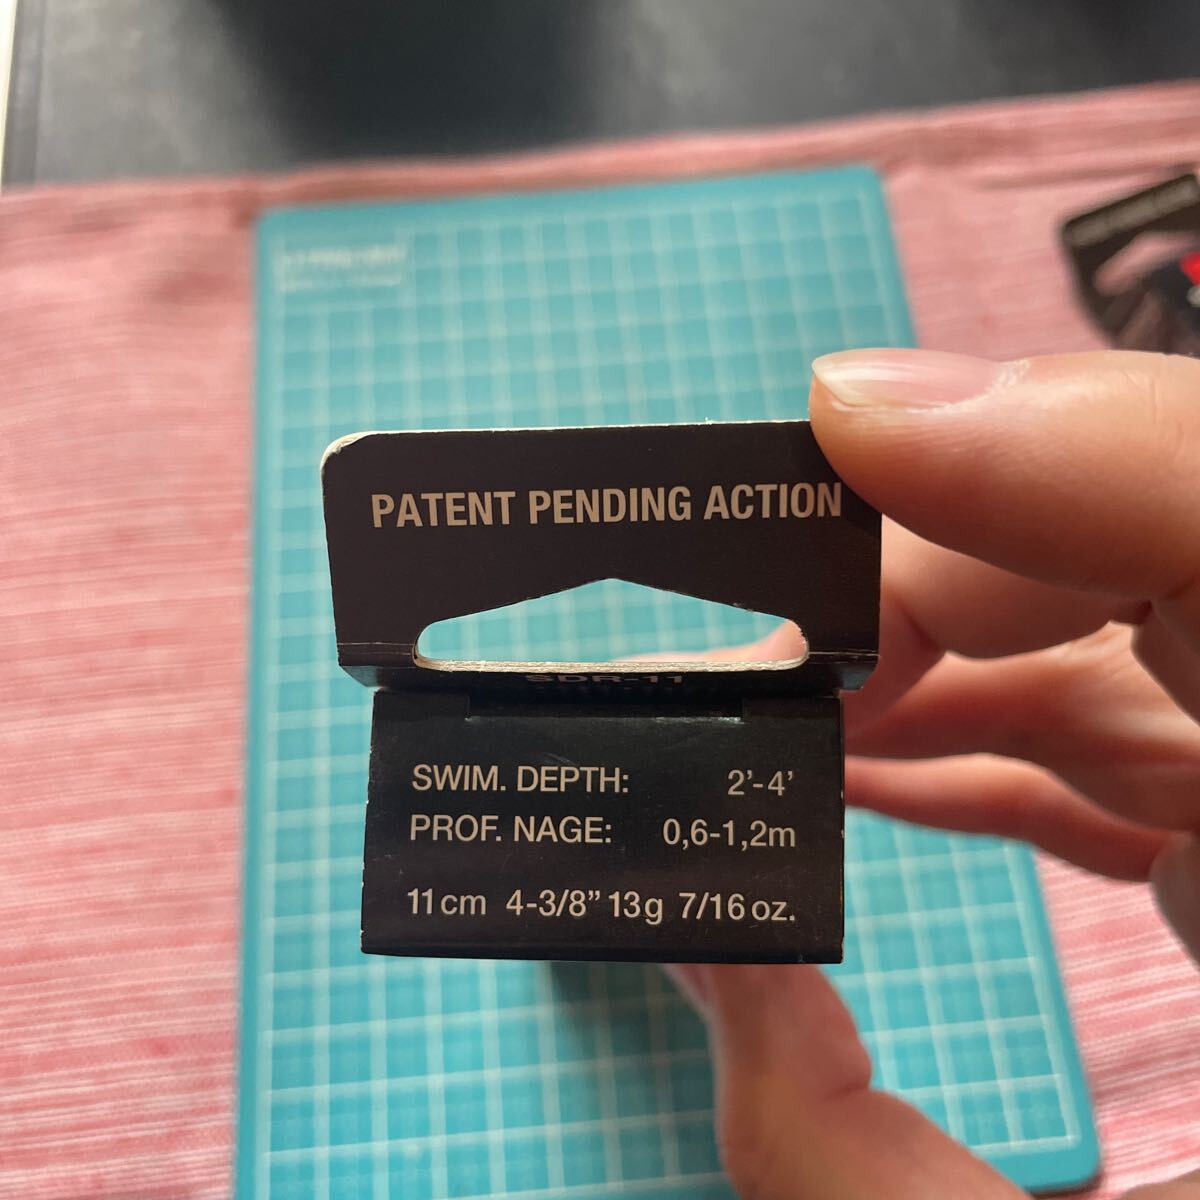 PATENT PENDING ACTION
SDR-11
SWIM. DEPTH: 2'-4'
PROF. NAGE: 0,6-1,2m
11cm 4-3/8” 13g 7/16 oz.